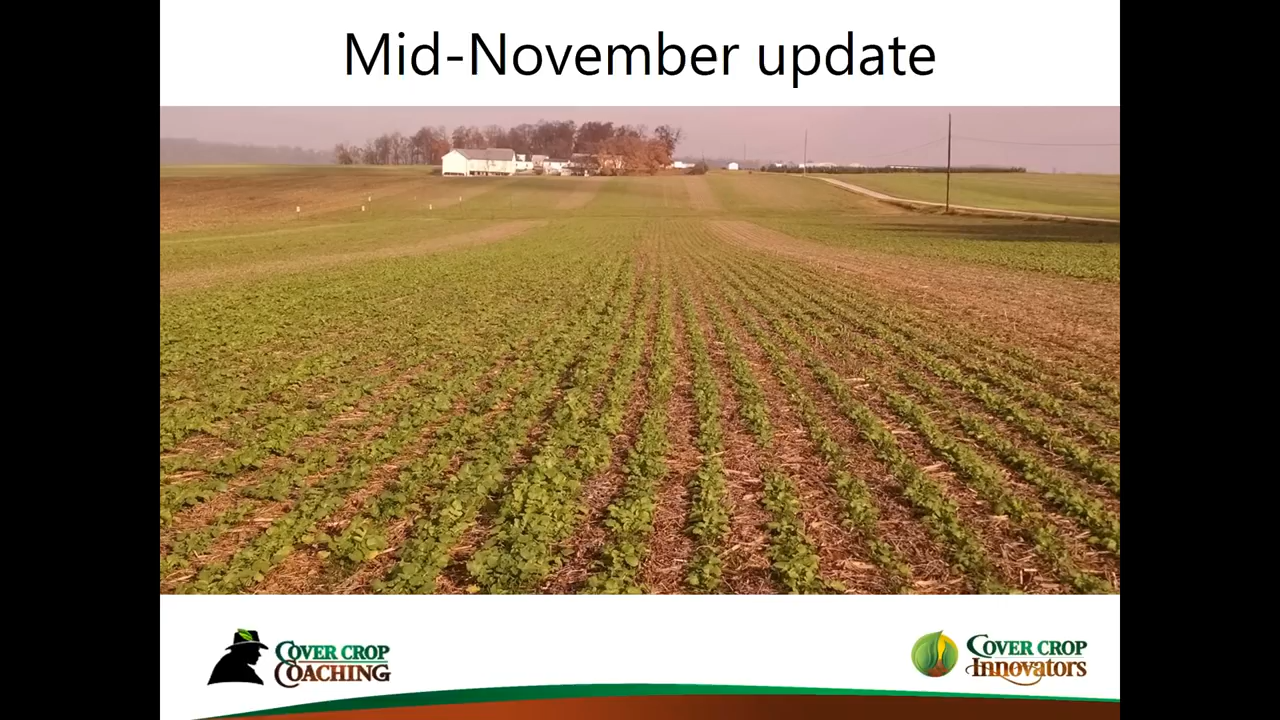 Mid-November update
COVER CROP
COACHING
COVER CROP
Innovators